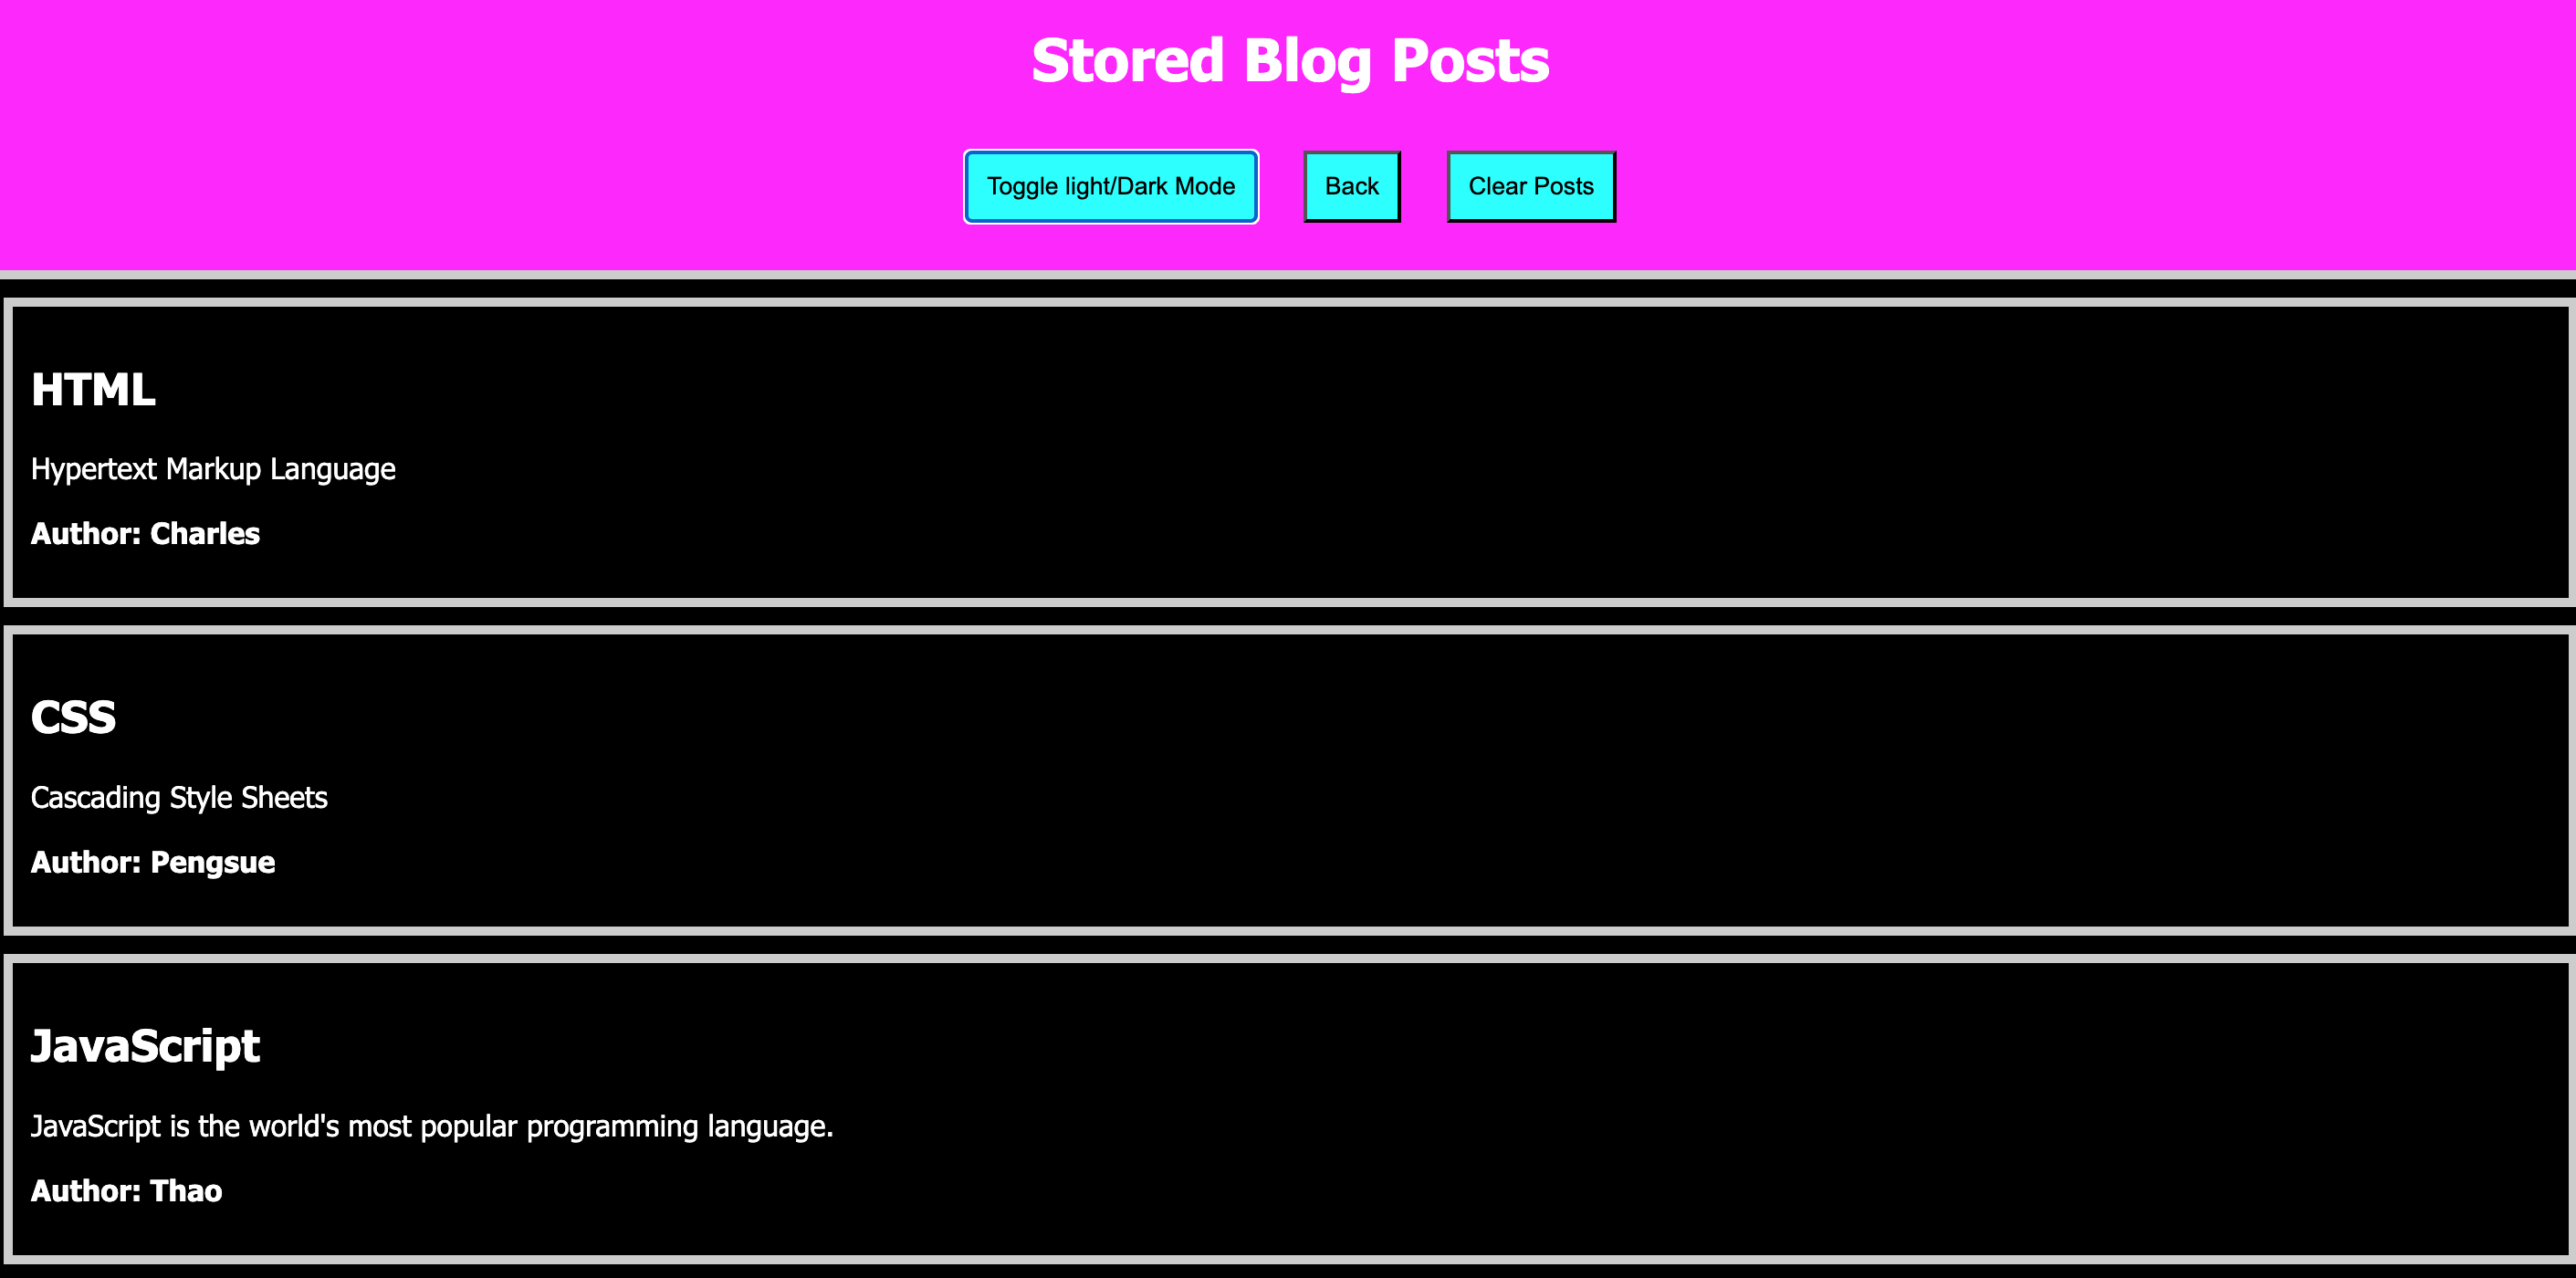 Stored Blog Posts
Toggle light/Dark Mode Back Clear Posts
HTML
Hypertext Markup Language
Author: Charles
CSS
Cascading Style Sheets
Author: Pengsue
JavaScript
JavaScript is the world's most popular programming language.
Author: Thao